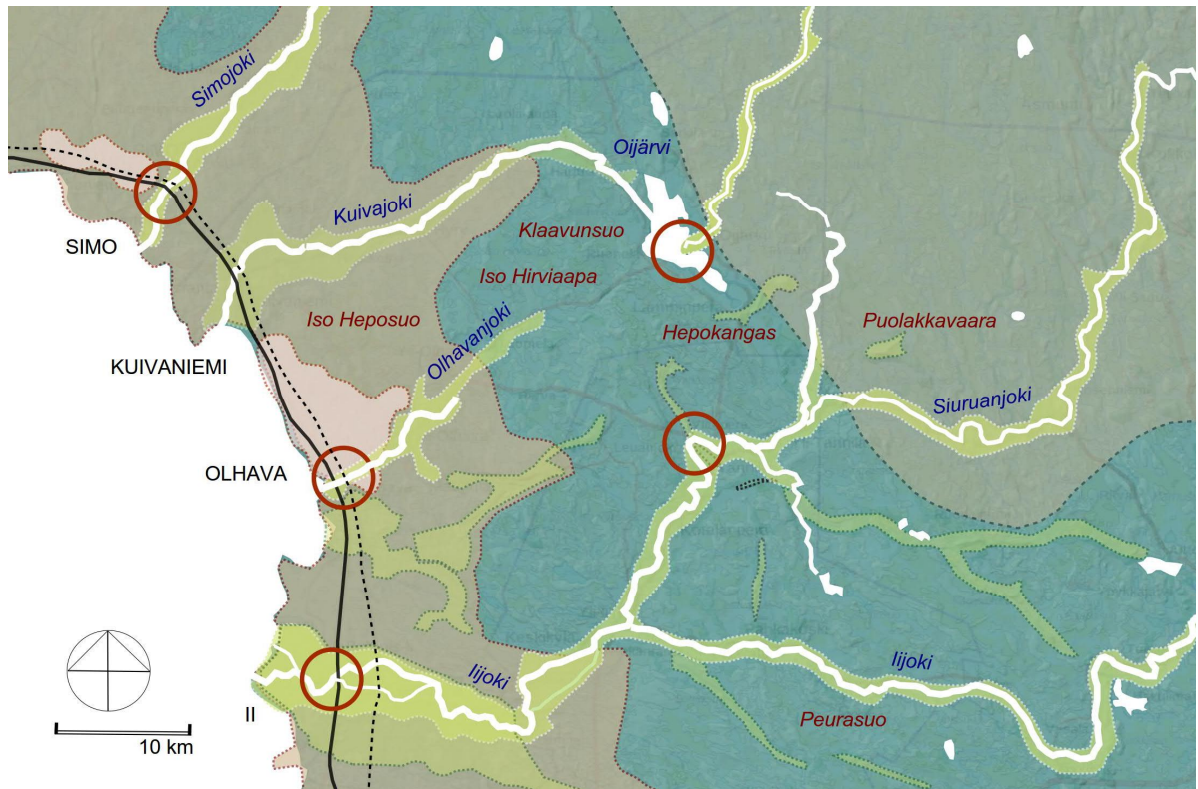 Simojoki
Oijärvi
Kuivajoki
Klaavunsuo
SIMO
Iso Hirviaapa
Iso Heposuo
Puolakkavaara
Hepokangas
KUIVANIEMI
Olhavanjoki
Siuruanjoki
OLHAVA
Iijoki
Iijoki
II
Peurasuo
10 km